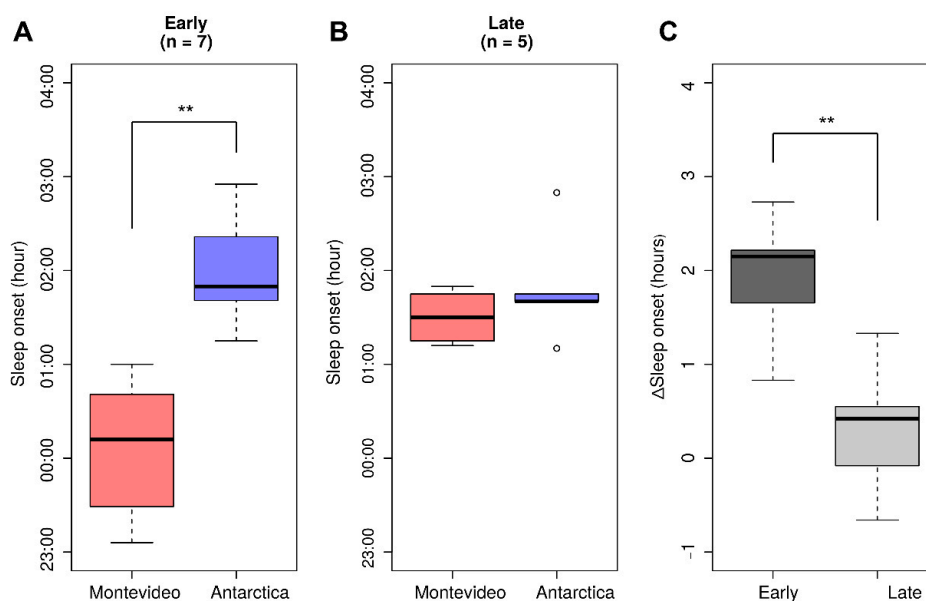 A
Early
(n = 7)
Sleep onset (hour)
04:00
03:00
02:00
01:00
00:00
23:00
**
Montevideo
Antarctica
B
Late
(n = 5)
Sleep onset (hour)
04:00
03:00
02:00
01:00
00:00
23:00
Montevideo
Antarctica
C
ΔSleep onset (hours)
4
3
2
1
0
-1
**
Early
Late